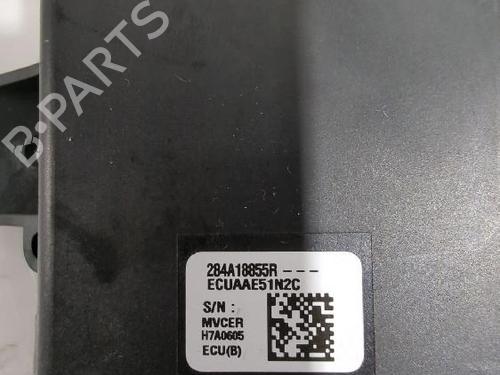 B-PARTS
284A18855R---
ECUAAE51N2C
S/N :
MVCER
H7A0605
ECU(B)